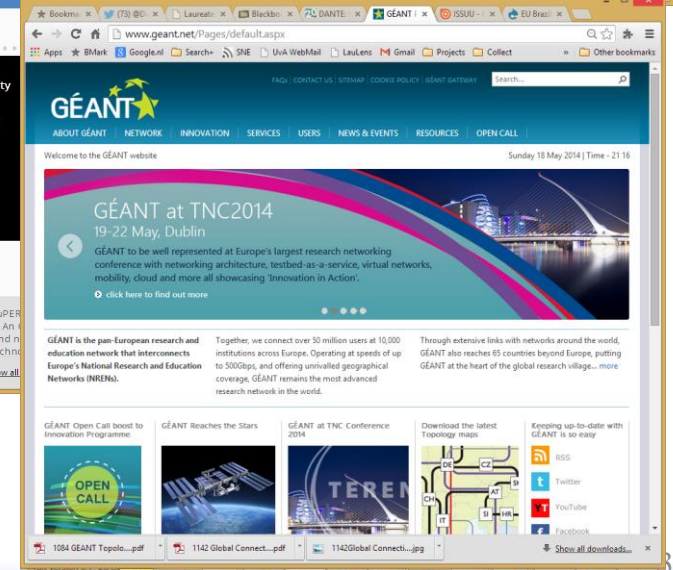 Bookma
(73) @D
Laureate
Blackbo
DANTE
GÉANT
ISSUU -
EU Brazil
www.geant.net/Pages/default.aspx
Apps
BMark
Google.nl
Search+
SNE
UvA WebMail
LauLens
Gmail
Projects
Collect
»
Other bookmarks
FAQs | CONTACT US | SITEMAP | COOKIE POLICY | GÉANT GATEWAY
Search...
GÉANT
ABOUT GÉANT
NETWORK
INNOVATION
SERVICES
USERS
NEWS & EVENTS
RESOURCES
OPEN CALL
Welcome to the GÉANT website
Sunday 18 May 2014 | Time - 21 16
GÉANT at TNC2014
19-22 May, Dublin
GÉANT to be well represented at Europe's largest research networking
conference with networking architecture, testbed-as-a-service, virtual networks,
mobility, cloud and more all showcasing 'Innovation in Action'.
click here to find out more
GÉANT is the pan-European research and
education network that interconnects
Europe's National Research and Education
Networks (NRENs).
Together, we connect over 50 million users at 10,000
institutions across Europe. Operating at speeds of up
to 500Gbps, and offering unrivalled geographical
coverage, GÉANT remains the most advanced
research network in the world.
Through extensive links with networks around the world,
GÉANT also reaches 65 countries beyond Europe, putting
GÉANT at the heart of the global research village... more
GÉANT Open Call boost to
Innovation Programme
OPEN
CALL
GÉANT Reaches the Stars
GÉANT at TNC Conference
2014
TEREN
Download the latest
Topology maps
DE
CZ
AT
CH
SI
HR
IT
Keeping up-to-date with
GÉANT is so easy
RSS
Twitter
YouTube
Facebook
1084 GEANT Topolo....pdf
1142 Global Connect....pdf
1142Global Connecti....jpg
Show all downloads...